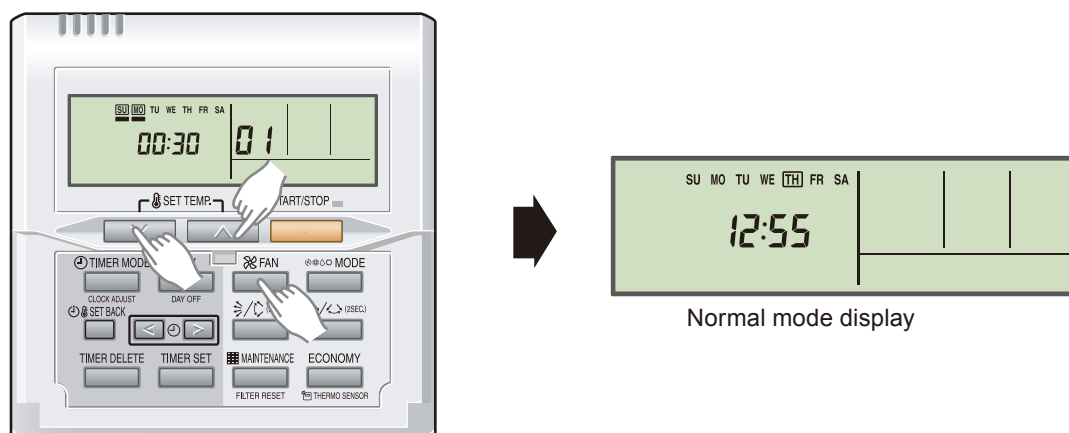 SU MO TU WE TH FR SA
00:30 01
SET TEMP. TART/STOP
TIMER MODE FAN MODE
CLOCK ADJUST DAY OFF
SET BACK (2SEC.)
TIMER DELETE TIMER SET MAINTENANCE ECONOMY
FILTER RESET THERMO SENSOR
SU MO TU WE TH FR SA
12:55
Normal mode display